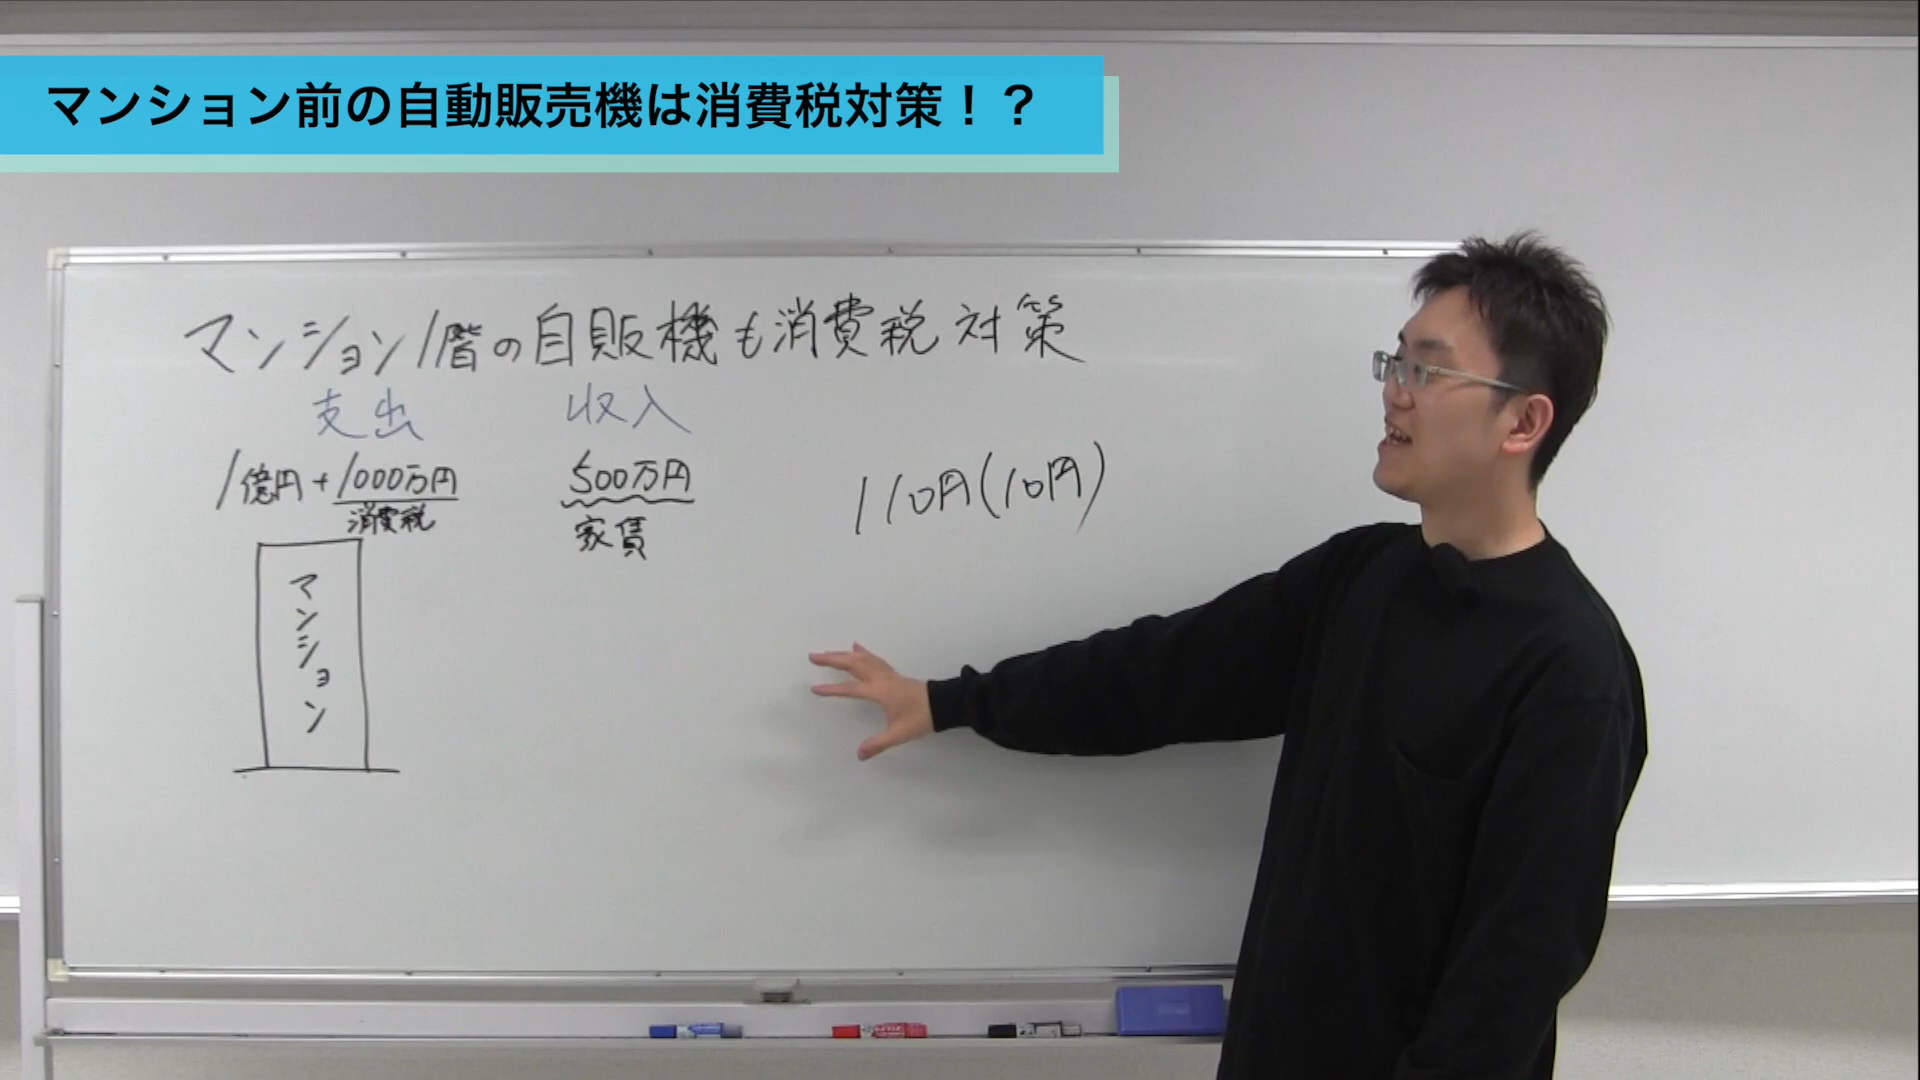 マンション前の自動販売機は消費税対策！？
マンション1階の自販機も消費税対策
支出 収入
1億円+1000万円 500万円 110円(10円)
消費税 家賃
マンション